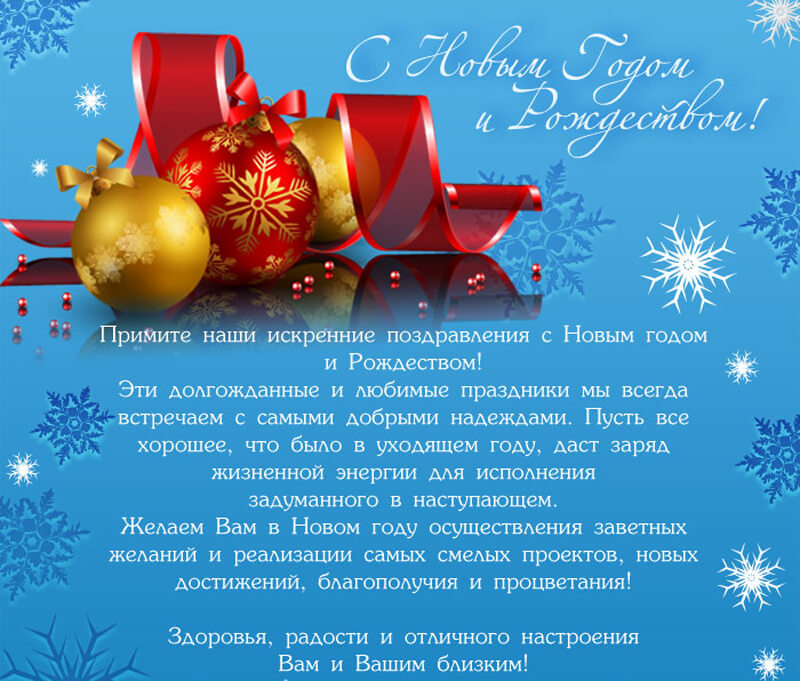 С Новым Годом
и Рождеством!
Примите наши искренние поздравления с Новым годом
и Рождеством!
Эти долгожданные и любимые праздники мы всегда
встречаем с самыми добрыми надеждами. Пусть все
хорошее, что было в уходящем году, даст заряд
жизненной энергии для исполнения
задуманного в наступающем.
Желаем Вам в Новом году осуществления заветных
желаний и реализации самых смелых проектов, новых
достижений, благополучия и процветания!
Здоровья, радости и отличного настроения
Вам и Вашим близким!